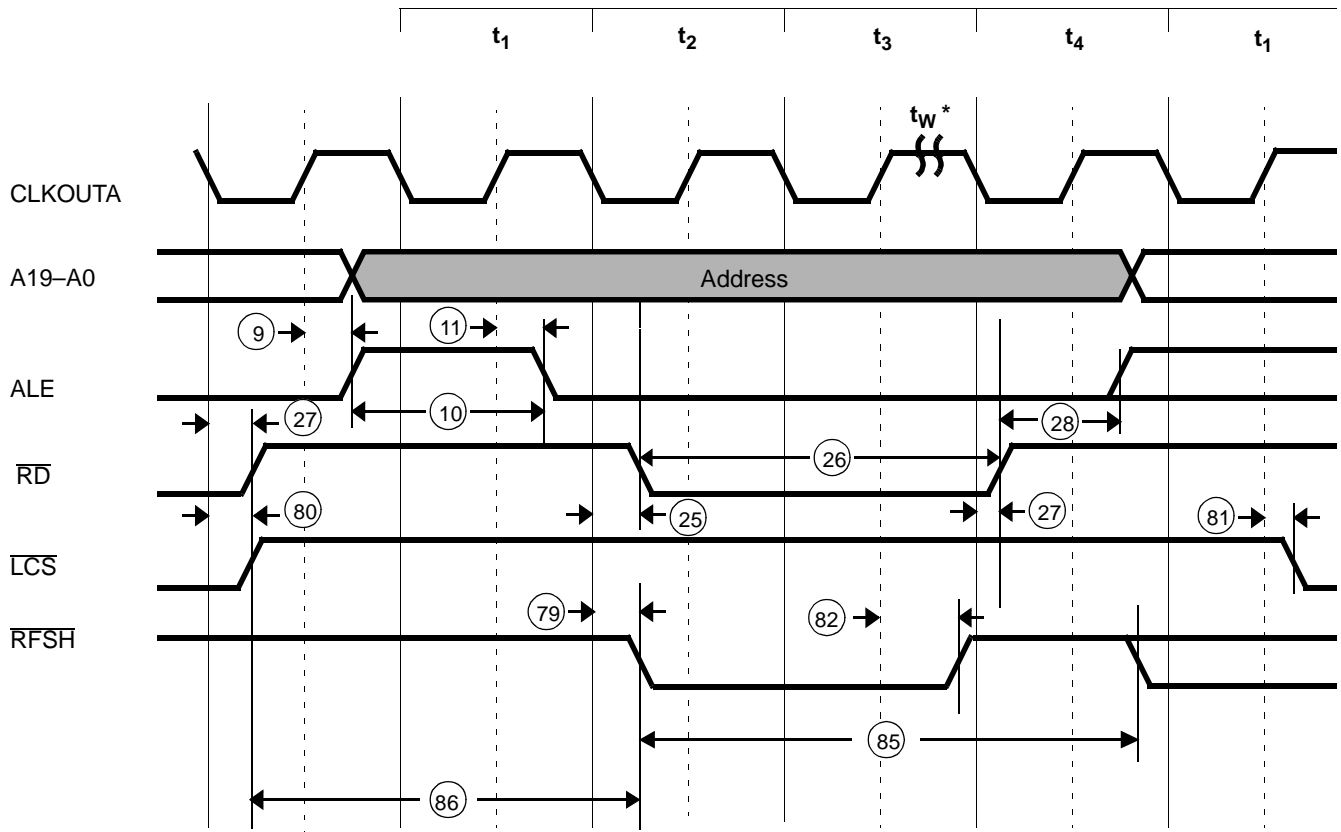 t1 t2 t3 t4 t1
tW *
CLKOUTA
A19–A0 Address
9 11
ALE
27 10 28
RD 26
80 25 27 81
LCS
79 82
RFSH
85
86